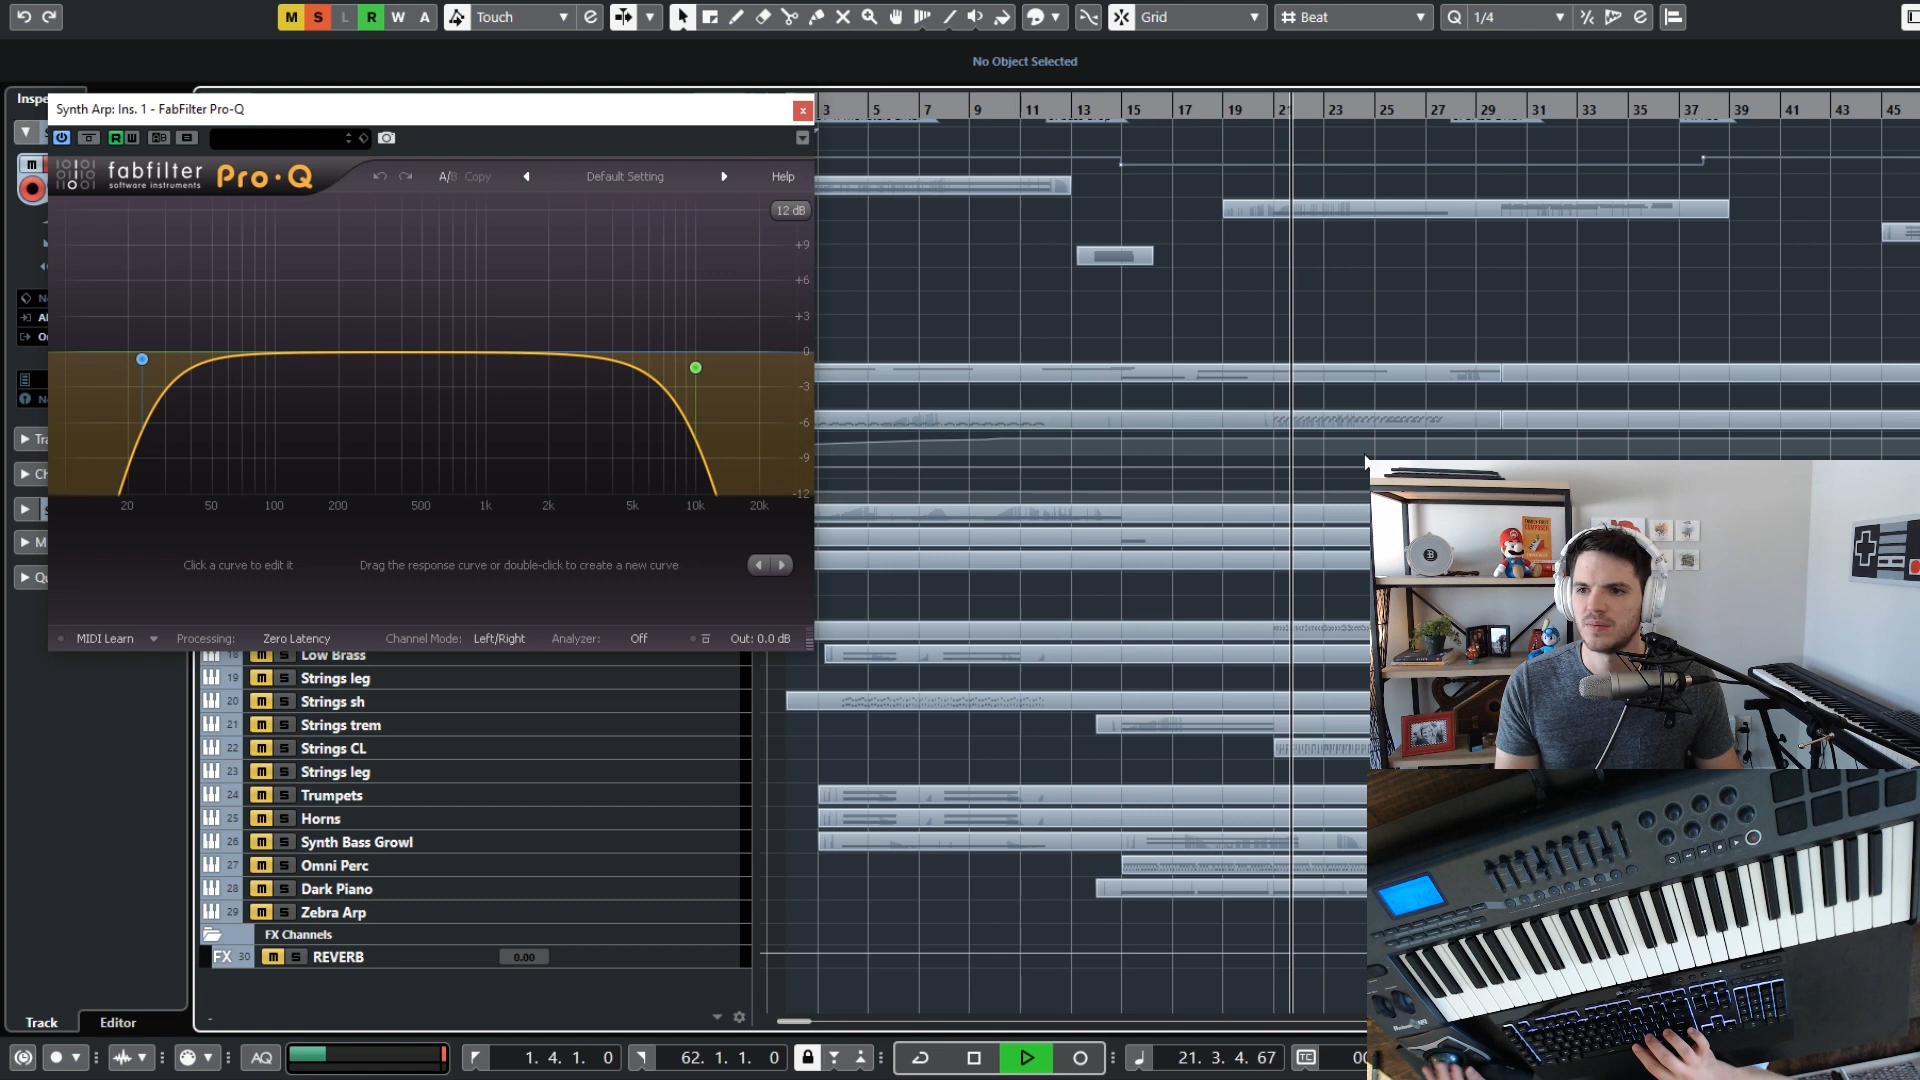 M S L R W A Touch Grid Beat Q 1/4
No Object Selected
Inspe
Synth Arp: Ins. 1 - FabFilter Pro-Q
3 5 7 9 11 13 15 17 19 21 23 25 27 29 31 33 35 37 39 41 43 45
fabfilter
software instruments
Pro·Q
A/B Copy
Default Setting
Help
12 dB
+9
+6
+3
0
-3
-6
-9
-12
20 50 100 200 500 1k 2k 5k 10k 20k
Click a curve to edit it
Drag the response curve or double-click to create a new curve
MIDI Learn
Processing: Zero Latency
Channel Mode: Left/Right
Analyzer: Off
Out: 0.0 dB
18 m S Low Brass
19 m S Strings leg
20 m S Strings sh
21 m S Strings trem
22 m S Strings CL
23 m S Strings leg
24 m S Trumpets
25 m S Horns
26 m S Synth Bass Growl
27 m S Omni Perc
28 m S Dark Piano
29 m S Zebra Arp
FX Channels
FX 30 m S REVERB 0.00
Track Editor
AQ
1. 4. 1. 0
62. 1. 1. 0
21. 3. 4. 67
TC